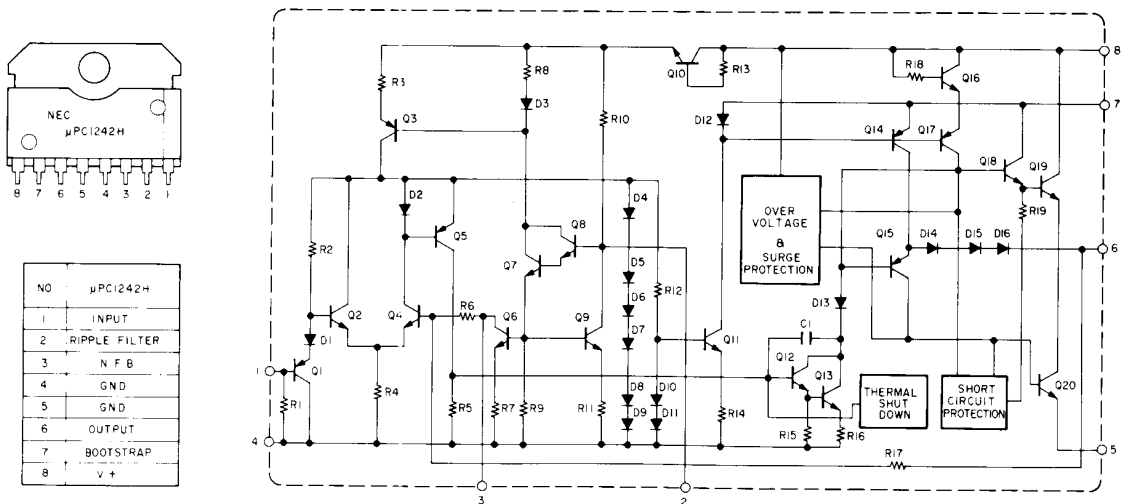 NEC
μPC1242H
8 7 6 5 4 3 2 1
NO μPC1242H
1 INPUT
2 RIPPLE FILTER
3 N F B
4 GND
5 GND
6 OUTPUT
7 BOOTSTRAP
8 V +
8
Q10
R13
R18
Q16
R3
R8
D3
7
Q3
R10
D12
Q14
Q17
Q18
Q19
D2
D4
R19
OVER
VOLTAGE
&
SURGE
PROTECTION
R2
Q5
Q8
Q7
Q15
D14
D15
D16
6
D5
R12
D13
R6
D6
Q2
Q4
Q6
Q9
D7
Q11
C1
D1
Q12
1
Q1
Q13
THERMAL
SHUT
DOWN
SHORT
CIRCUIT
PROTECTION
Q20
R4
D8
D10
R1
R5
R7
R9
R11
D9
D11
R14
R15
R16
4
R17
5
3
2